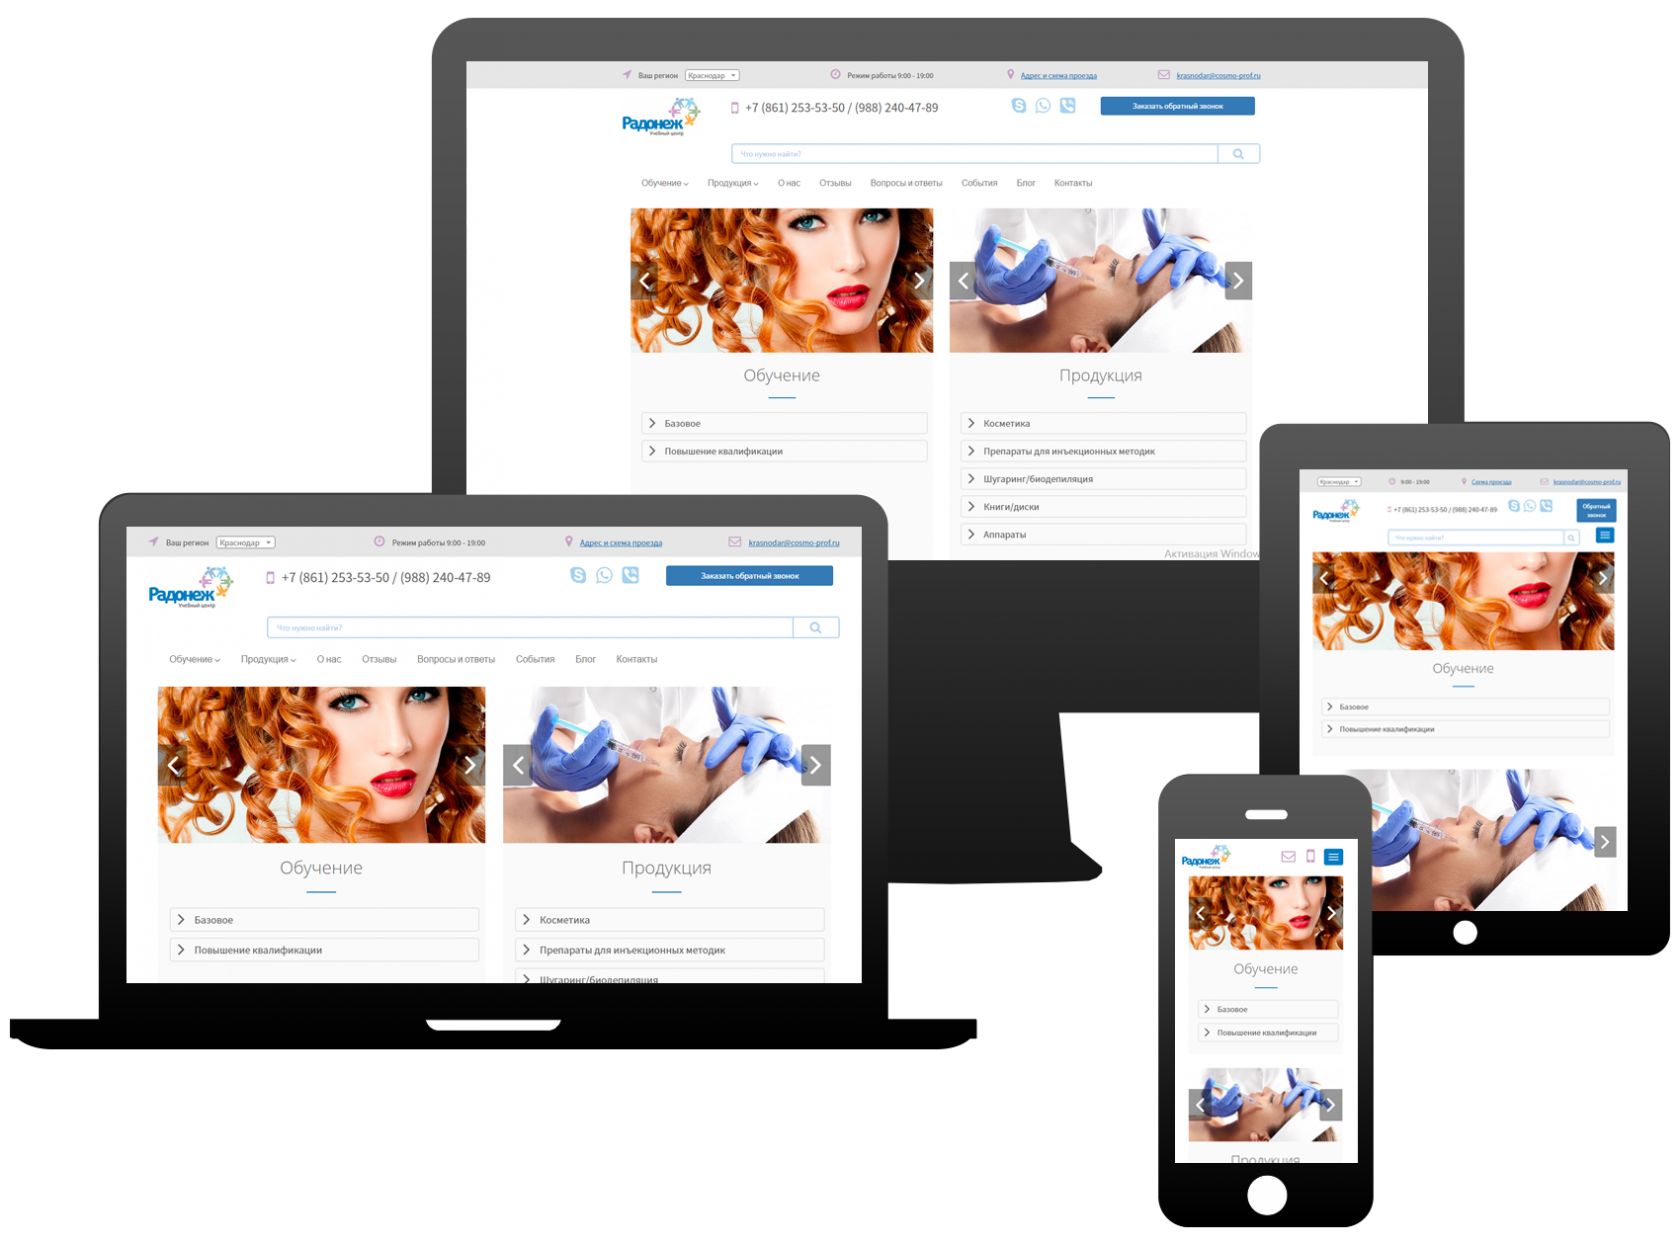 Ваш регион Краснодар Режим работы 9:00 - 19:00 Адрес и схема проезда krasnodar@cosmo-prof.ru
Радонеж
Учебный центр
+7 (861) 253-53-50 / (988) 240-47-89 Заказать обратный звонок
Что нужно найти?
Обучение Продукция О нас Отзывы Вопросы и ответы События Блог Контакты
Обучение
Базовое
Повышение квалификации
Продукция
Косметика
Препараты для инъекционных методик
Шугаринг/биодепиляция
Книги/диски
Аппараты
Активация Window
Ваш регион Краснодар Режим работы 9:00 - 19:00 Адрес и схема проезда krasnodar@cosmo-prof.ru
Радонеж
Учебный центр
+7 (861) 253-53-50 / (988) 240-47-89 Заказать обратный звонок
Что нужно найти?
Обучение Продукция О нас Отзывы Вопросы и ответы События Блог Контакты
Обучение
Базовое
Повышение квалификации
Продукция
Косметика
Препараты для инъекционных методик
Шугаринг/биодепиляция
Краснодар 9:00 - 19:00 Схема проезда krasnodar@cosmo-prof.ru
Радонеж
Учебный центр
+7 (861) 253-53-50 / (988) 240-47-89
Обратный
звонок
Что нужно найти?
Обучение
Базовое
Повышение квалификации
Радонеж
Учебный центр
Обучение
Базовое
Повышение квалификации
Продукция